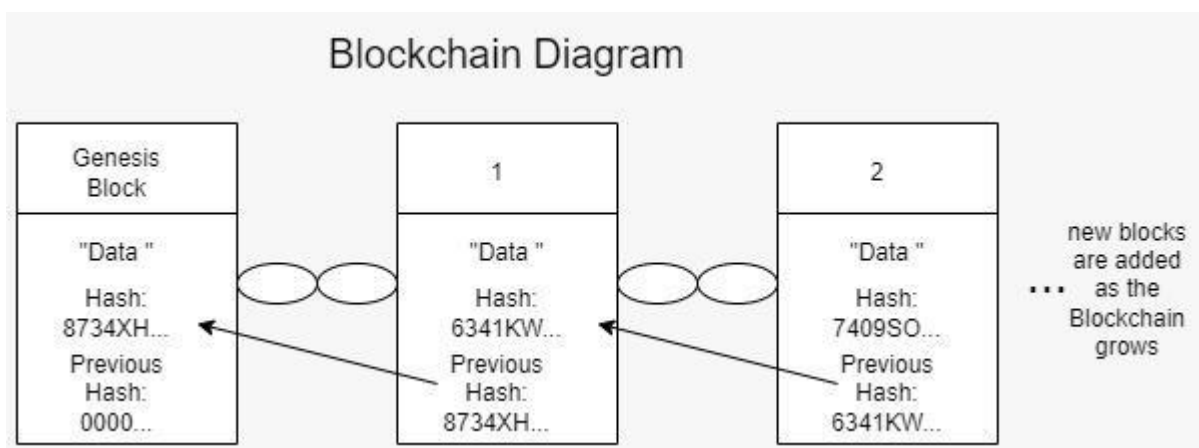 Blockchain Diagram
Genesis
Block
"Data "
Hash:
8734XH...
Previous
Hash:
0000...
1
"Data "
Hash:
6341KW...
Previous
Hash:
8734XH...
2
"Data "
Hash:
7409SO...
Previous
Hash:
6341KW...
...
new blocks
are added
as the
Blockchain
grows